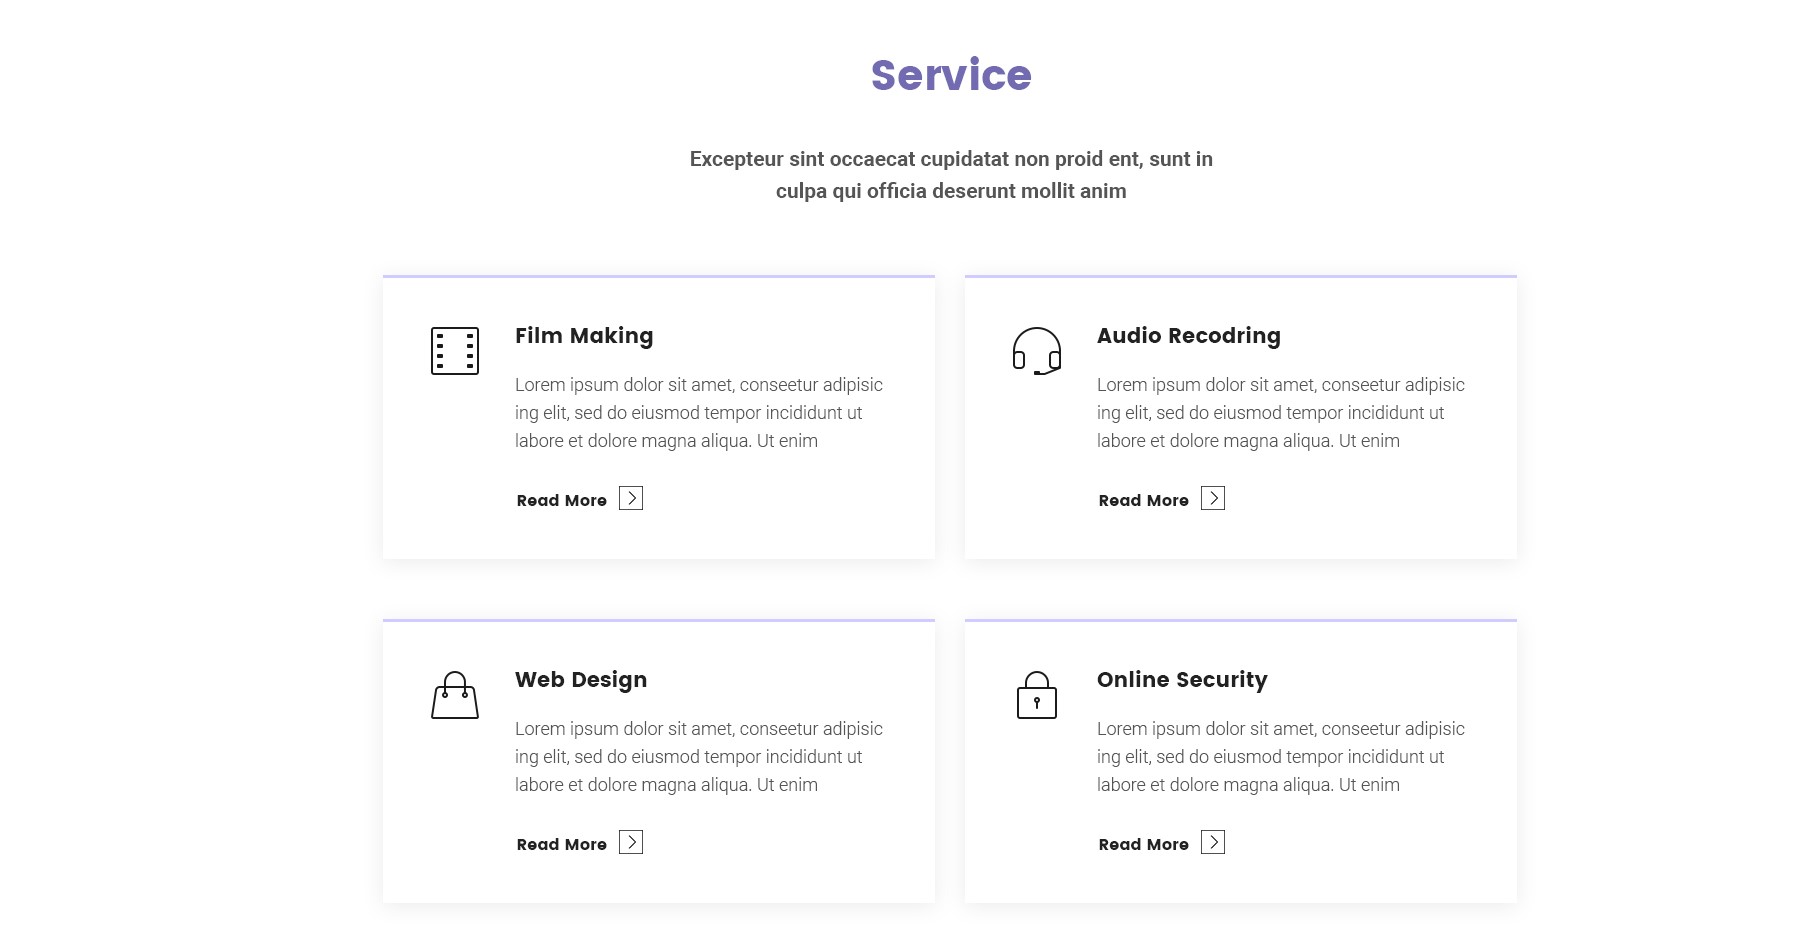 Service
Excepteur sint occaecat cupidatat non proid ent, sunt in
culpa qui officia deserunt mollit anim
Film Making
Lorem ipsum dolor sit amet, conseetur adipisic
ing elit, sed do eiusmod tempor incididunt ut
labore et dolore magna aliqua. Ut enim
Read More
Audio Recodring
Lorem ipsum dolor sit amet, conseetur adipisic
ing elit, sed do eiusmod tempor incididunt ut
labore et dolore magna aliqua. Ut enim
Read More
Web Design
Lorem ipsum dolor sit amet, conseetur adipisic
ing elit, sed do eiusmod tempor incididunt ut
labore et dolore magna aliqua. Ut enim
Read More
Online Security
Lorem ipsum dolor sit amet, conseetur adipisic
ing elit, sed do eiusmod tempor incididunt ut
labore et dolore magna aliqua. Ut enim
Read More